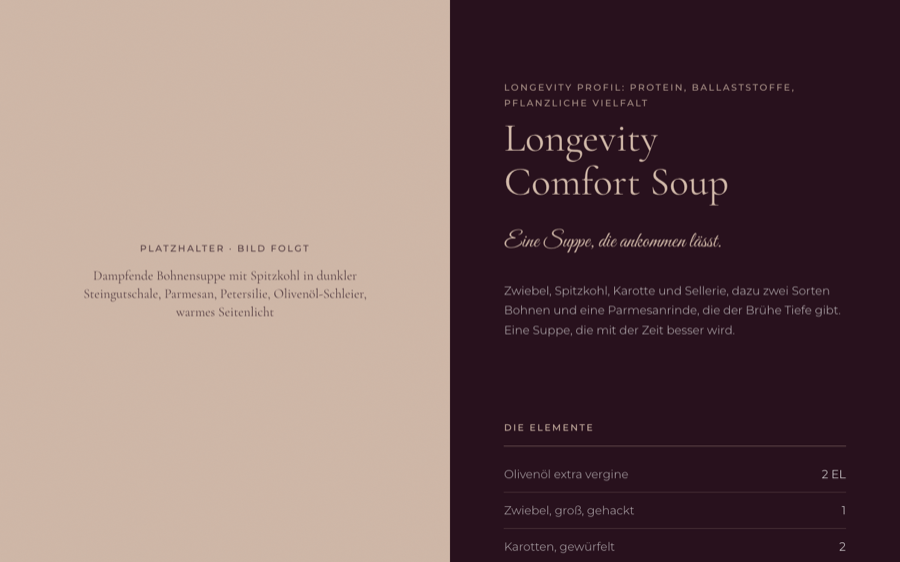 PLATZHALTER · BILD FOLGT
Dampfende Bohnensuppe mit Spitzkohl in dunkler
Steingutschale, Parmesan, Petersilie, Olivenöl-Schleier,
warmes Seitenlicht
LONGEVITY PROFIL: PROTEIN, BALLASTSTOFFE,
PFLANZLICHE VIELFALT
Longevity
Comfort Soup
Eine Suppe, die ankommen lässt.
Zwiebel, Spitzkohl, Karotte und Sellerie, dazu zwei Sorten
Bohnen und eine Parmesanrinde, die der Brühe Tiefe gibt.
Eine Suppe, die mit der Zeit besser wird.
DIE ELEMENTE
Olivenöl extra vergine 2 EL
Zwiebel, groß, gehackt 1
Karotten, gewürfelt 2